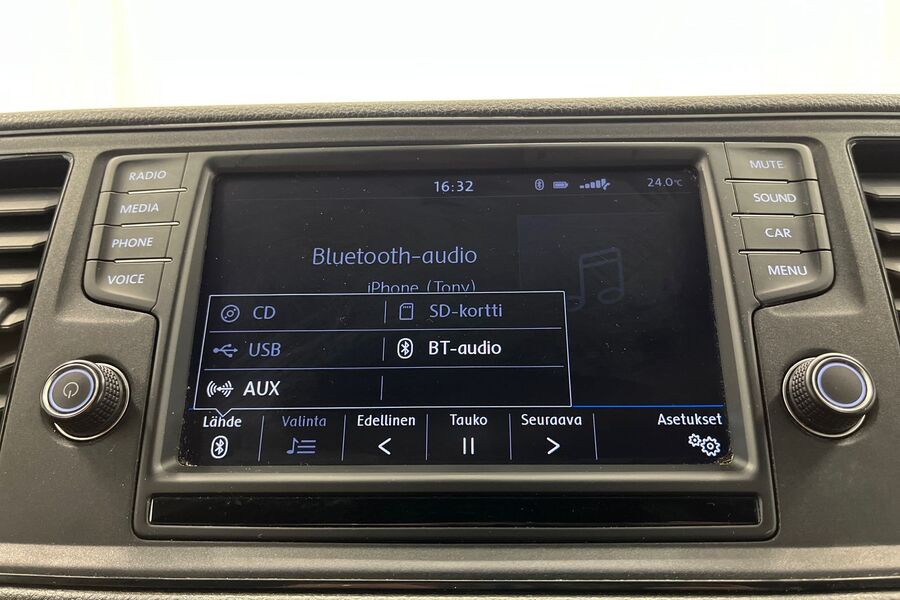 RADIO
MEDIA
PHONE
VOICE
16:32
24.0°C
Bluetooth-audio
iPhone (Tony)
CD
SD-kortti
USB
BT-audio
AUX
Lähde
Valinta
Edellinen
Tauko
Seuraava
Asetukset
MUTE
SOUND
CAR
MENU